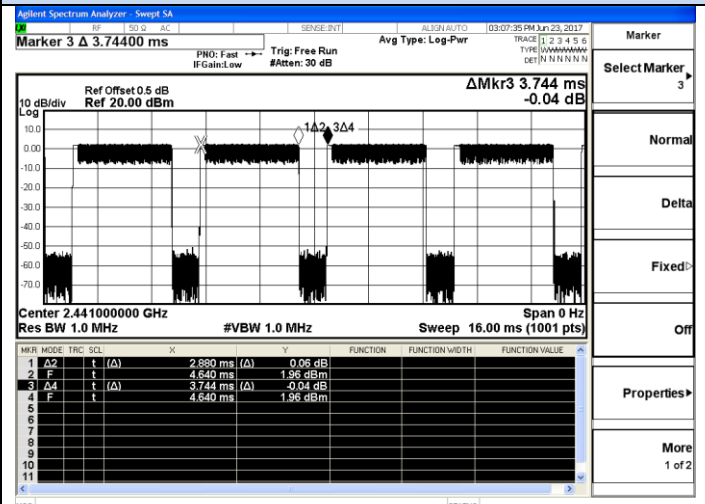 Agilent Spectrum Analyzer - Swept SA
RF 50 Ω AC SENSE:INT ALIGN AUTO 03:07:35 PM Jun 23, 2017
Marker 3 Δ 3.74400 ms
PNO: Fast
IFGain:Low
Trig: Free Run
#Atten: 30 dB
Avg Type: Log-Pwr
TRACE 1 2 3 4 5 6
TYPE WWWWWW
DET N N N N N N
Ref Offset 0.5 dB
10 dB/div Ref 20.00 dBm
Log
ΔMkr3 3.744 ms
-0.04 dB
10.0
0.00
-10.0
-20.0
-30.0
-40.0
-50.0
-60.0
-70.0
1Δ2 3Δ4
Center 2.441000000 GHz Span 0 Hz
Res BW 1.0 MHz #VBW 1.0 MHz Sweep 16.00 ms (1001 pts)
MKR MODE TRC SCL X Y FUNCTION FUNCTION WIDTH FUNCTION VALUE
1 Δ2 t (Δ) 2.880 ms (Δ) 0.06 dB
2 F t 4.640 ms 1.96 dBm
3 Δ4 t (Δ) 3.744 ms (Δ) -0.04 dB
4 F t 4.640 ms 1.96 dBm
5
6
7
8
9
10
11
Marker
Select Marker
3
Normal
Delta
Fixed
Off
Properties
More
1 of 2